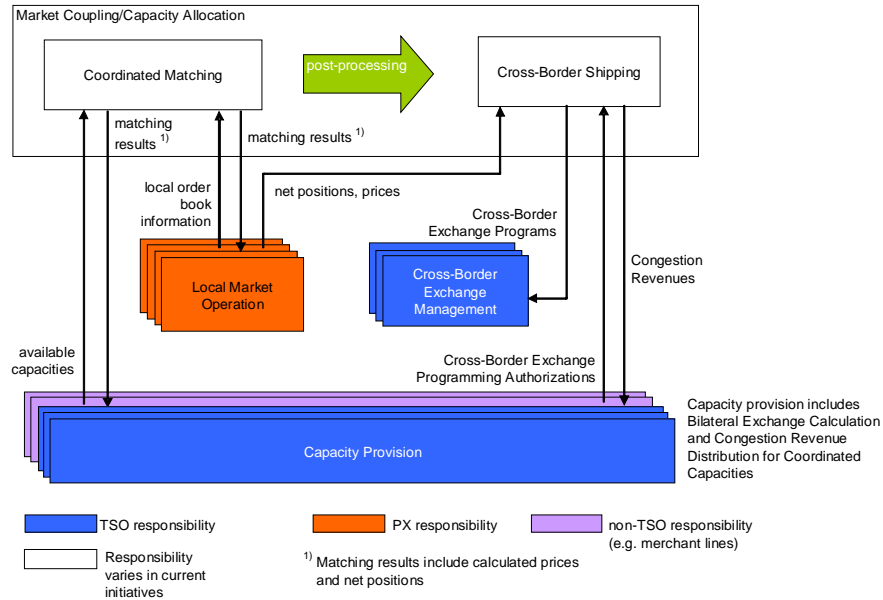 Market Coupling/Capacity Allocation
Coordinated Matching
post-processing
Cross-Border Shipping
matching
results 1)
matching results 1)
local order
book
information
net positions, prices
Cross-Border
Exchange Programs
Congestion
Revenues
Local Market
Operation
Cross-Border
Exchange
Management
available
capacities
Cross-Border Exchange
Programming Authorizations
Capacity Provision
Capacity provision includes
Bilateral Exchange Calculation
and Congestion Revenue
Distribution for Coordinated
Capacities
TSO responsibility
PX responsibility
non-TSO responsibility
(e.g. merchant lines)
Responsibility
varies in current
initiatives
1) Matching results include calculated prices
and net positions